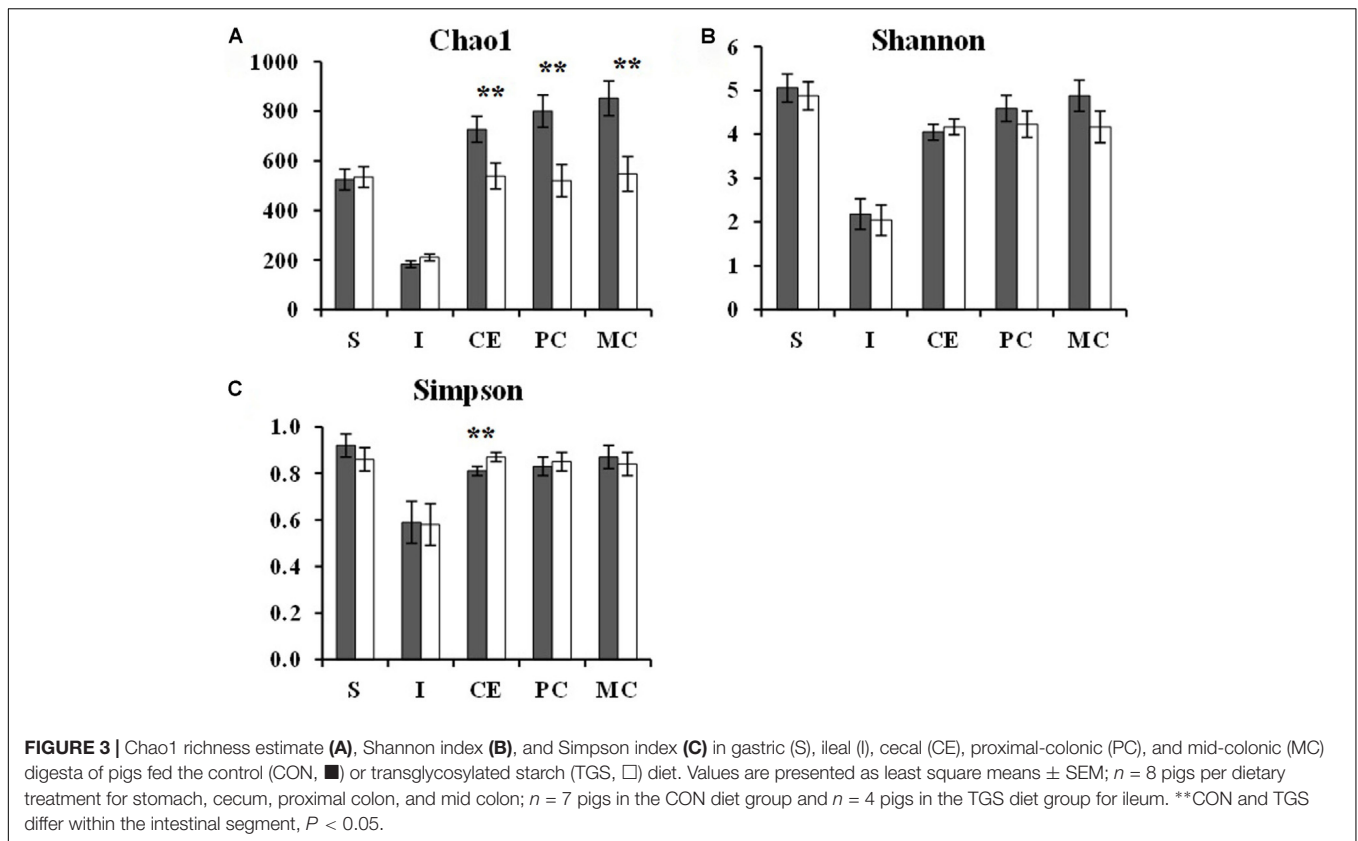 A
Chao1
1000
800
600
400
200
0
** ** **
S I CE PC MC
B
Shannon
6
5
4
3
2
1
0
S I CE PC MC
C
Simpson
1.0
0.8
0.6
0.4
0.2
0.0
**
S I CE PC MC
FIGURE 3 | Chao1 richness estimate (A), Shannon index (B), and Simpson index (C) in gastric (S), ileal (I), cecal (CE), proximal-colonic (PC), and mid-colonic (MC)
digesta of pigs fed the control (CON, ■) or transglycosylated starch (TGS, □) diet. Values are presented as least square means ± SEM; n = 8 pigs per dietary
treatment for stomach, cecum, proximal colon, and mid colon; n = 7 pigs in the CON diet group and n = 4 pigs in the TGS diet group for ileum. **CON and TGS
differ within the intestinal segment, P < 0.05.